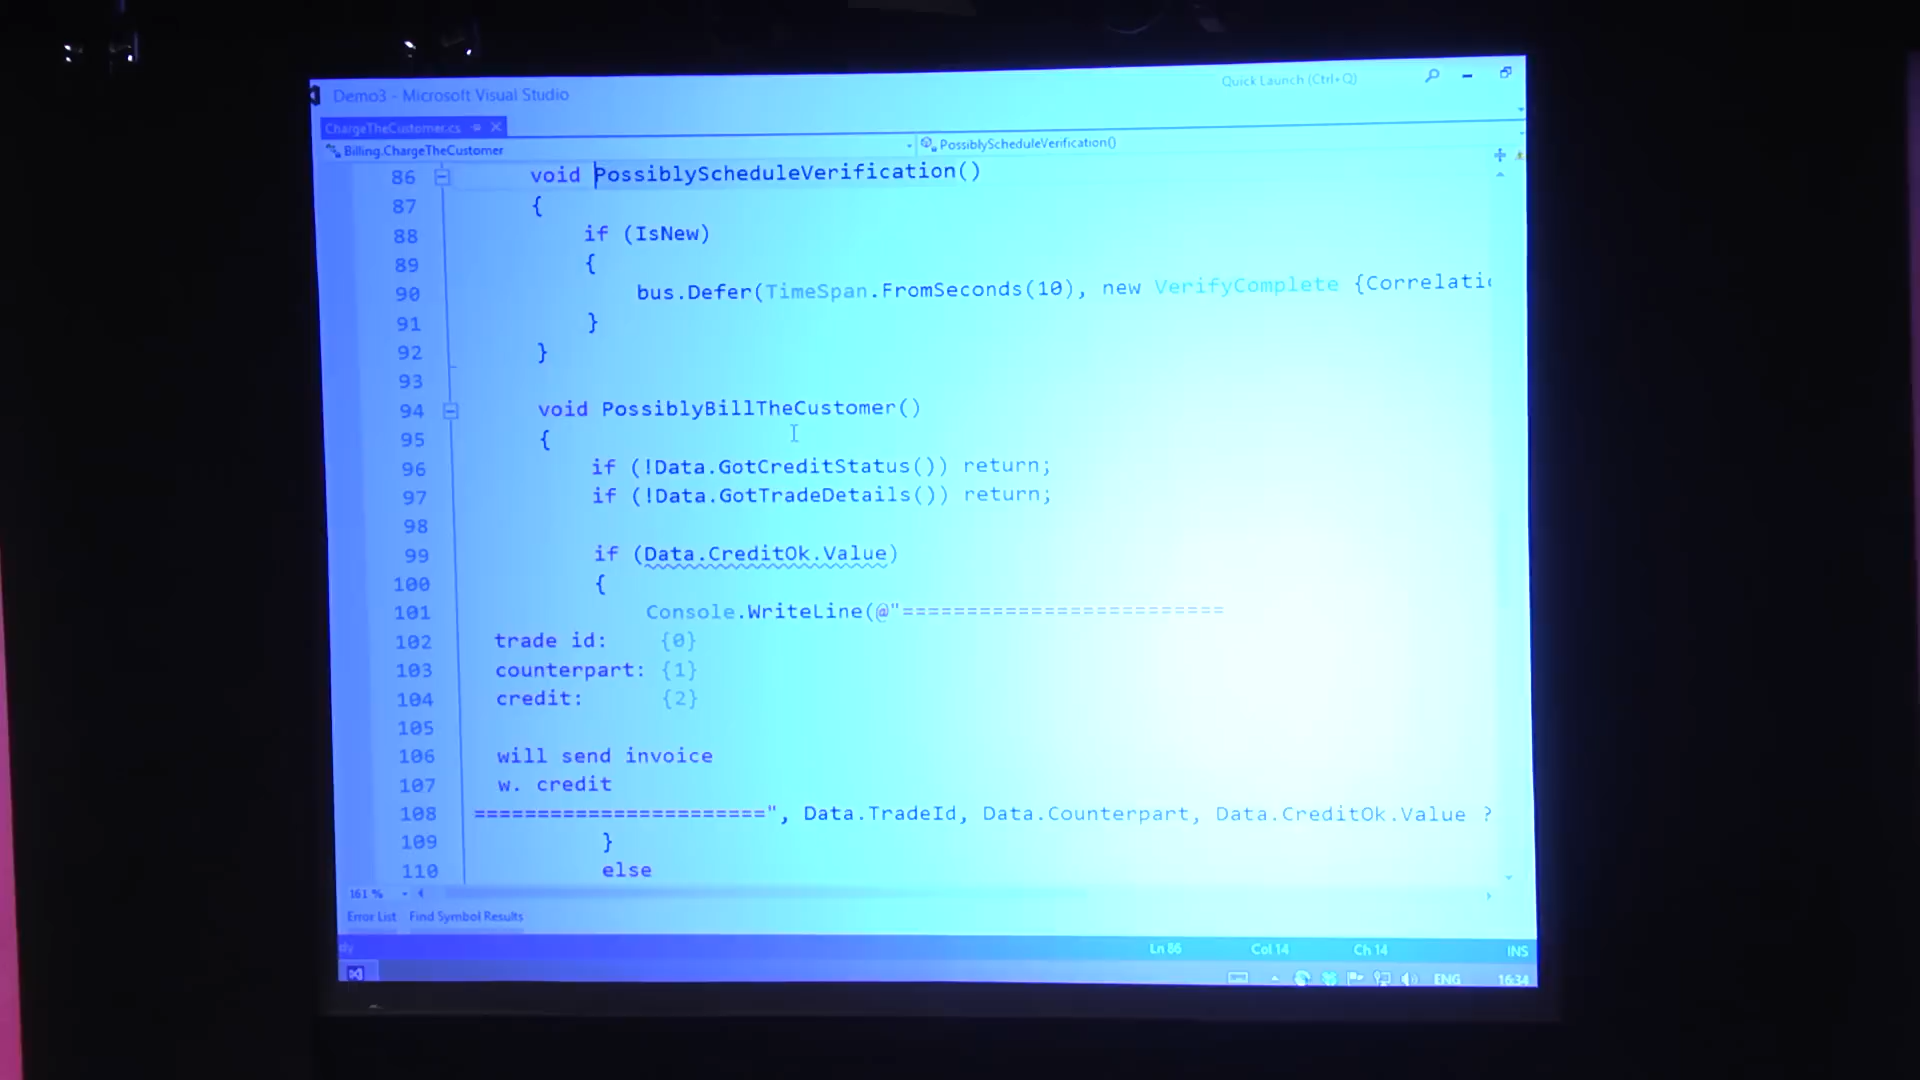 Demo3 - Microsoft Visual Studio
Quick Launch (Ctrl+Q)
ChargeTheCustomer.cs
Billing.ChargeTheCustomer
PossiblyScheduleVerification()
86 void PossiblyScheduleVerification()
87 {
88 if (IsNew)
89 {
90 bus.Defer(TimeSpan.FromSeconds(10), new VerifyComplete {Correlatio
91 }
92 }
93
94 void PossiblyBillTheCustomer()
95 {
96 if (!Data.GotCreditStatus()) return;
97 if (!Data.GotTradeDetails()) return;
98
99 if (Data.CreditOk.Value)
100 {
101 Console.WriteLine(@"=========================
102 trade id: {0}
103 counterpart: {1}
104 credit: {2}
105
106 will send invoice
107 w. credit
108 =======================", Data.TradeId, Data.Counterpart, Data.CreditOk.Value ?
109 }
110 else
161 %
Error List Find Symbol Results
Ln 86 Col 14 Ch 14 INS
ENG 16:34